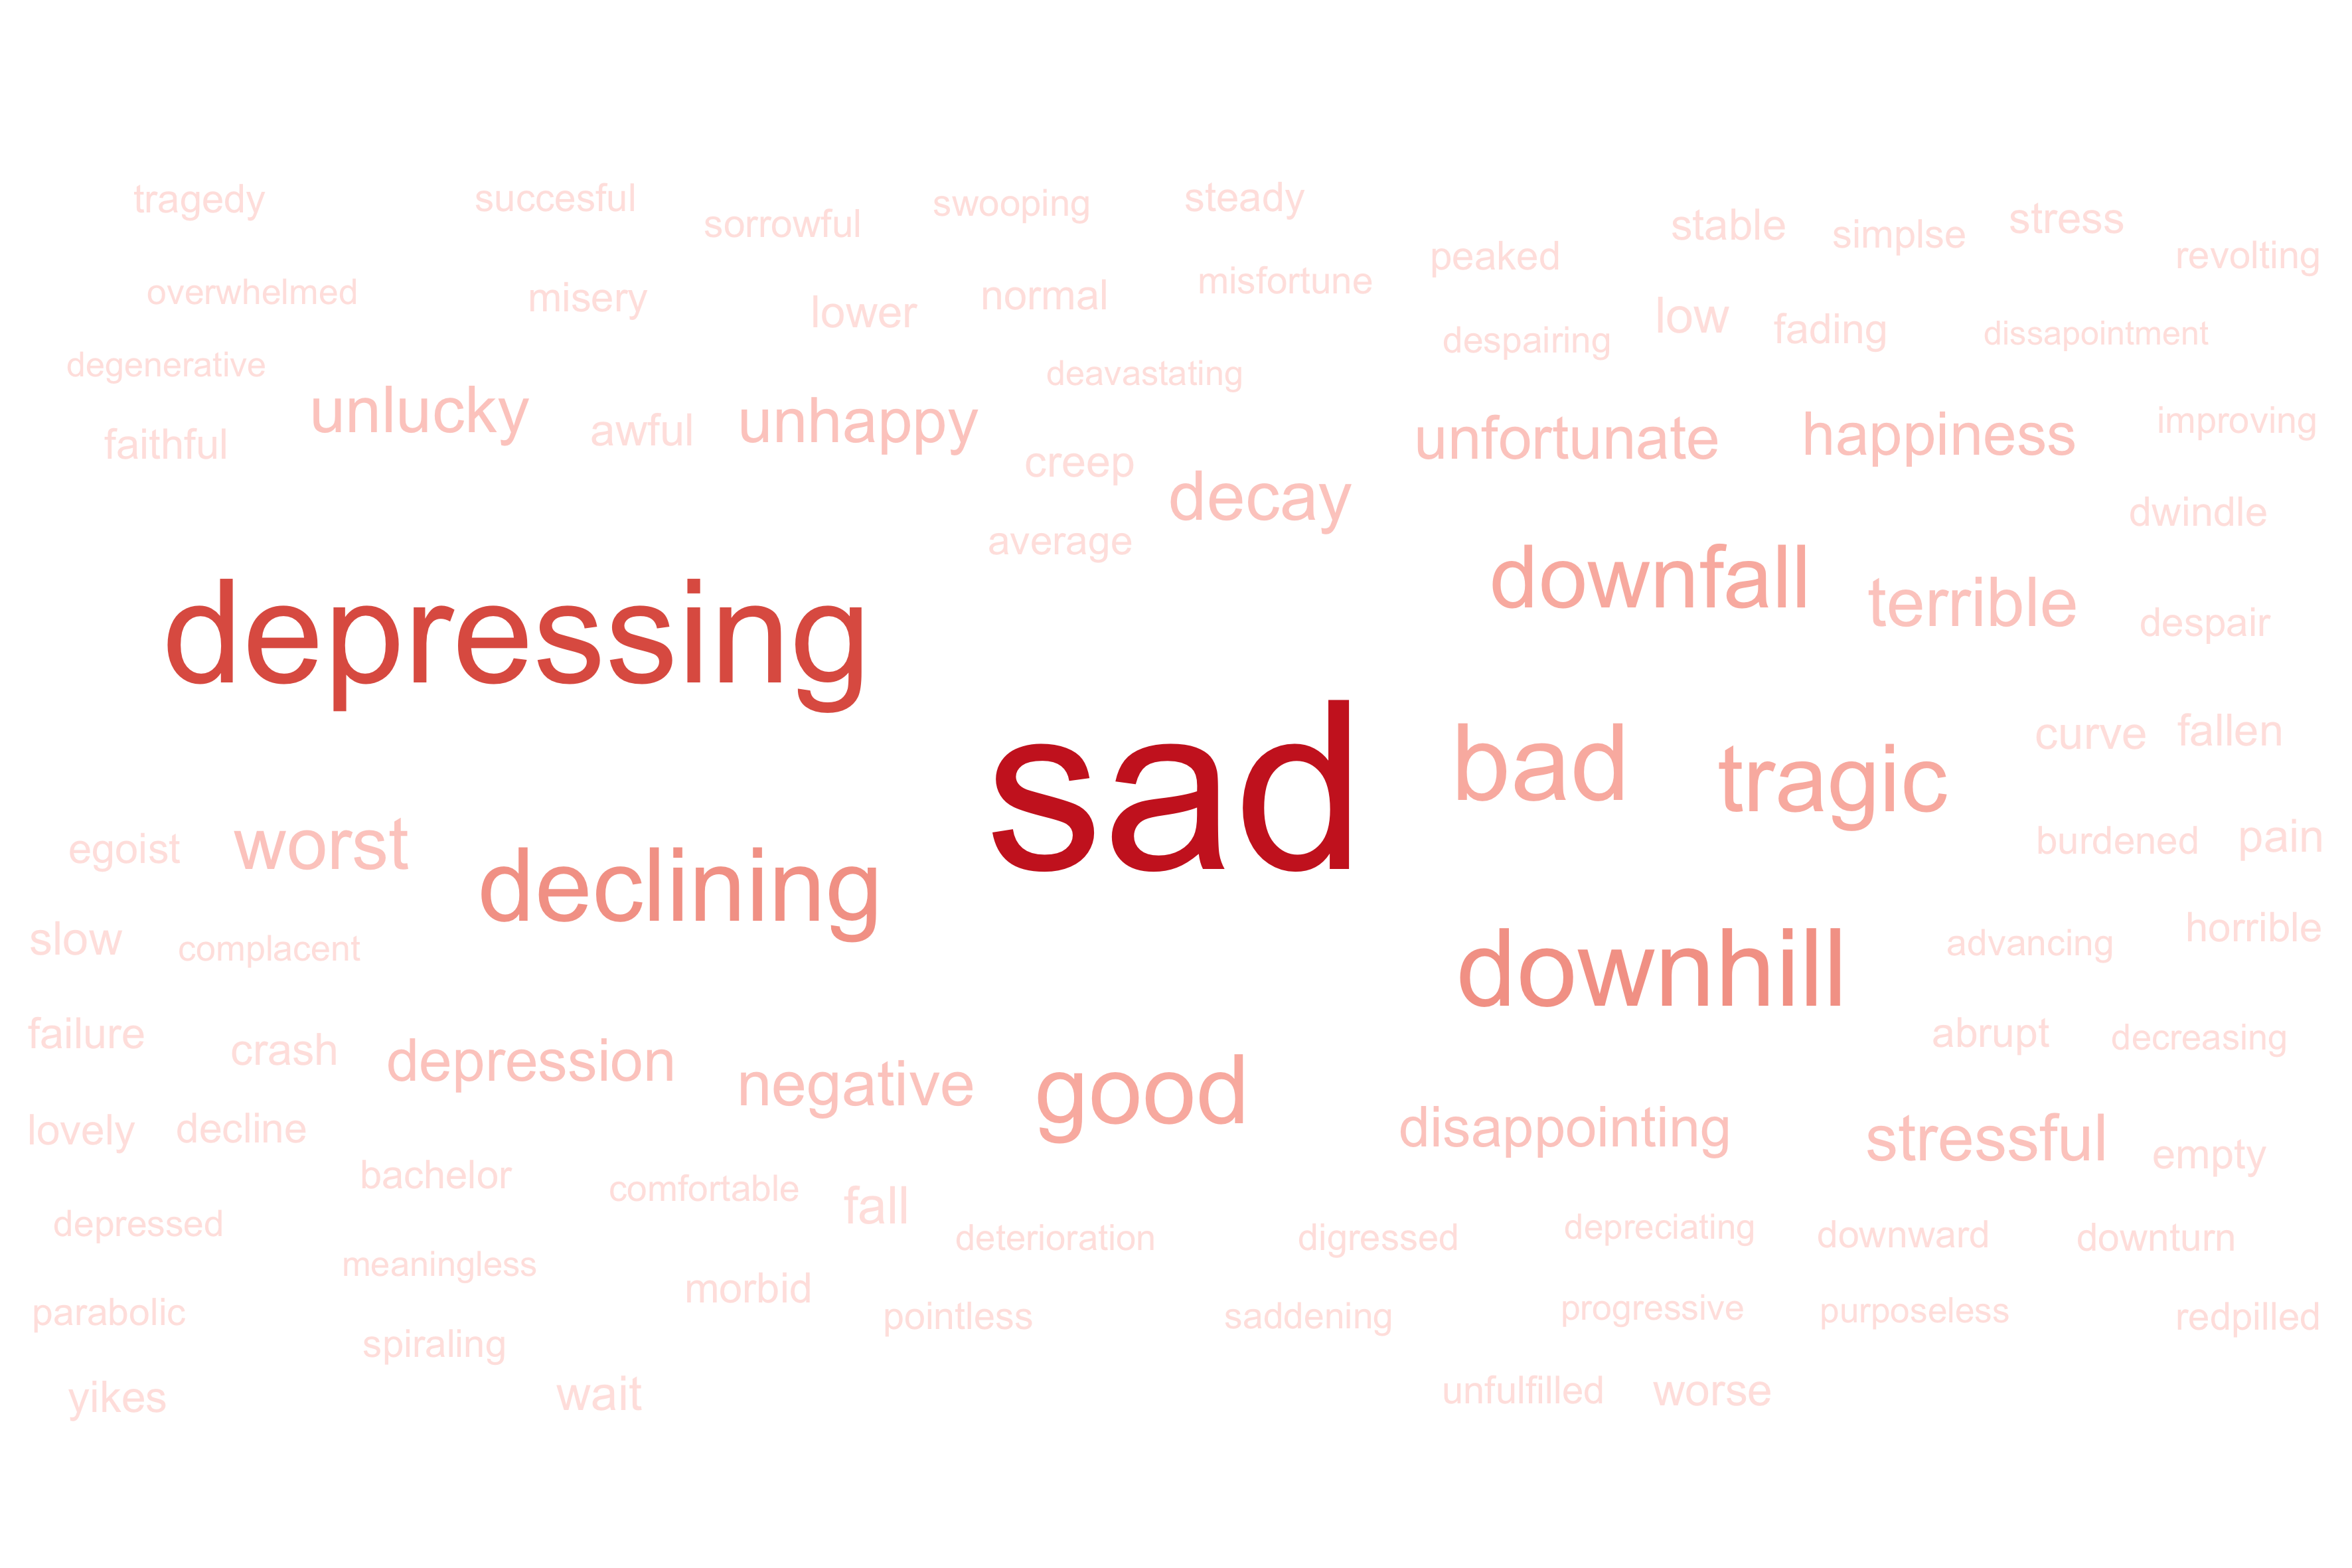 tragedy
succesful
sorrowful
swooping
steady
peaked
stable
simplse
stress
revolting
overwhelmed
misery
lower
normal
misfortune
despairing
low
fading
dissapointment
degenerative
unlucky
awful
unhappy
deavastating
faithful
creep
unfortunate
happiness
improving
decay
average
dwindle
depressing
downfall
terrible
despair
sad
bad
tragic
curve
fallen
egoist
worst
declining
burdened
pain
slow
complacent
downhill
advancing
horrible
failure
crash
depression
negative
good
abrupt
decreasing
lovely
decline
disappointing
stressful
empty
bachelor
comfortable
fall
depressed
deterioration
digressed
depreciating
downward
downturn
meaningless
morbid
parabolic
pointless
saddening
progressive
purposeless
redpilled
spiraling
yikes
wait
unfulfilled
worse